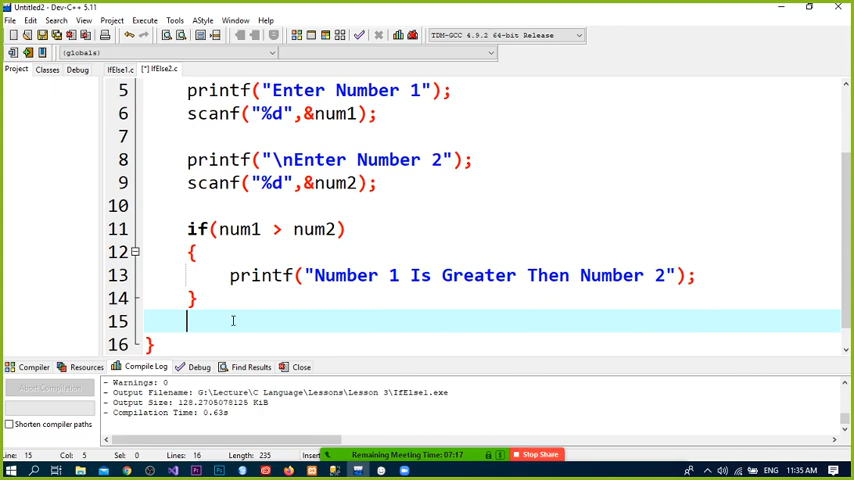 Untitled2 - Dev-C++ 5.11
File Edit Search View Project Execute Tools AStyle Window Help
TDM-GCC 4.9.2 64-bit Release
(globals)
Project Classes Debug IfElse1.c [*] IfElse2.c
5 printf("Enter Number 1");
6 scanf("%d",&num1);
7
8 printf("\nEnter Number 2");
9 scanf("%d",&num2);
10
11 if(num1 > num2)
12 {
13 printf("Number 1 Is Greater Then Number 2");
14 }
15
16 }
Compiler Resources Compile Log Debug Find Results Close
Abort Compilation
Shorten compiler paths
- Warnings: 0
- Output Filename: G:\Lecture\C Language\Lessons\Lesson 3\IfElse1.exe
- Output Size: 128.2705078125 KiB
- Compilation Time: 0.63s
Line: 15 Col: 5 Sel: 0 Lines: 16 Length: 235 Insert
Remaining Meeting Time: 07:17 Stop Share
ENG 11:35 AM